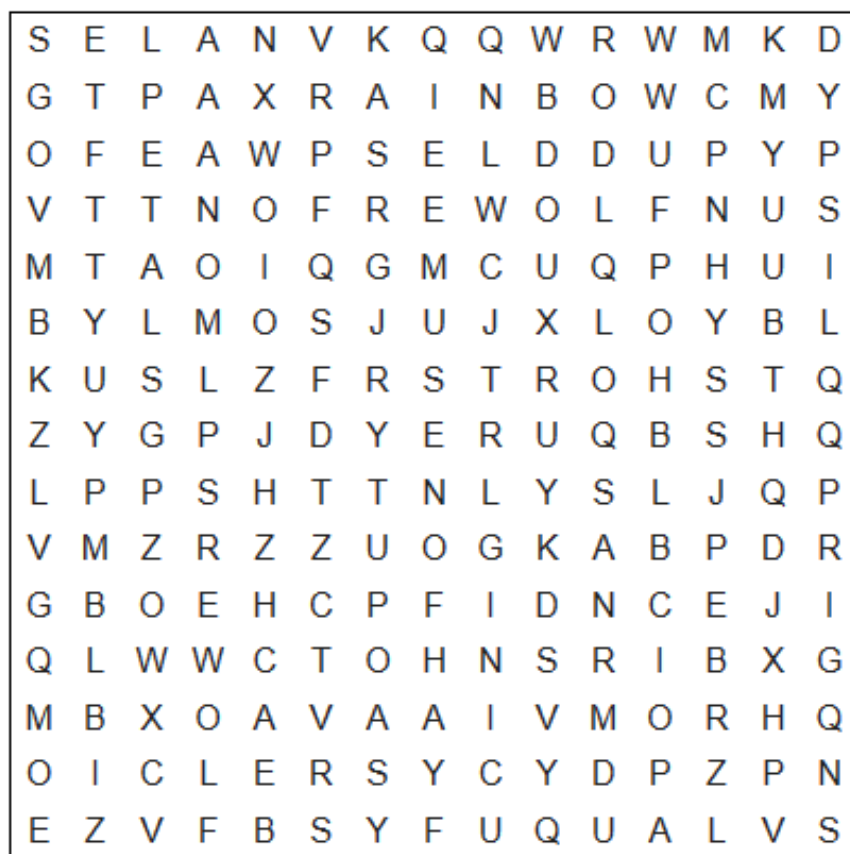 S E L A N V K Q Q W R W M K D
G T P A X R A I N B O W C M Y
O F E A W P S E L D D U P Y P
V T T N O F R E W O L F N U S
M T A O I Q G M C U Q P H U I
B Y L M O S J U J X L O Y B L
K U S L Z F R S T R O H S T Q
Z Y G P J D Y E R U Q B S H Q
L P P S H T T N L Y S L J Q P
V M Z R Z Z U O G K A B P D R
G B O E H C P F I D N C E J I
Q L W W C T O H N S R I B X G
M B X O A V A A I V M O R H Q
O I C L E R S Y C Y D P Z P N
E Z V F B S Y F U Q U A L V S